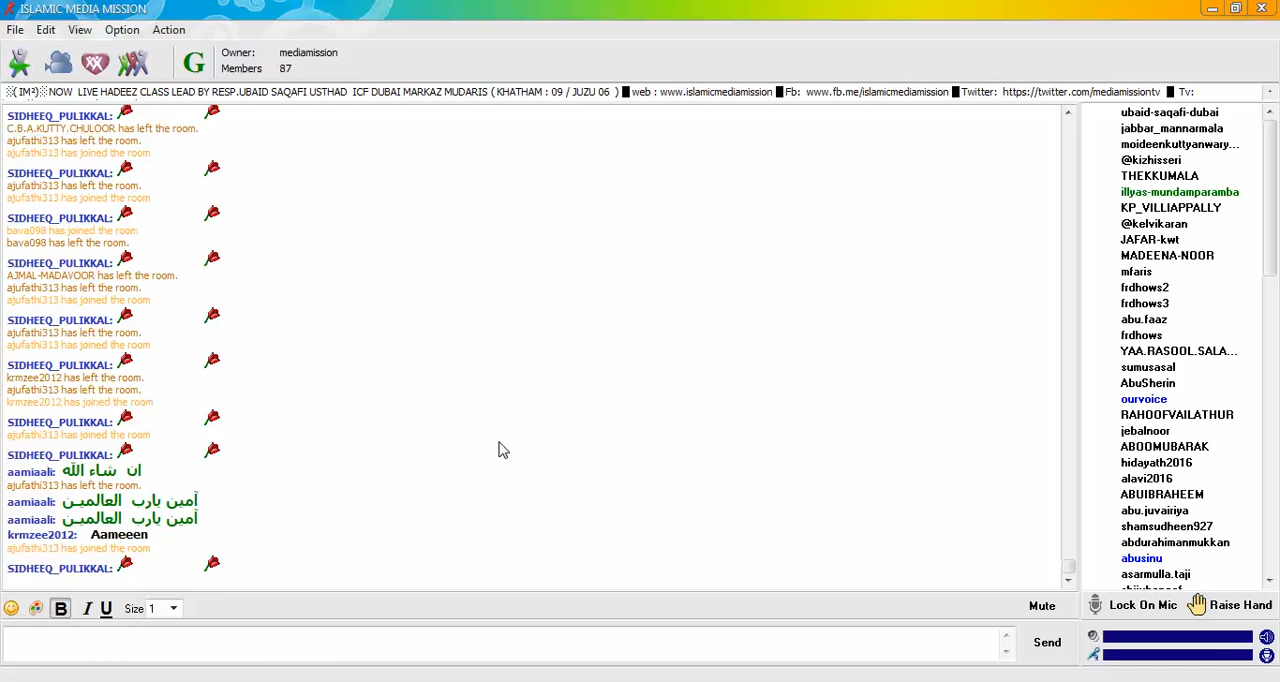 ISLAMIC MEDIA MISSION
File Edit View Option Action
G
Owner: mediamission
Members 87
(IM²) NOW LIVE HADEEZ CLASS LEAD BY RESP.UBAID SAQAFI USTHAD ICF DUBAI MARKAZ MUDARIS ( KHATHAM : 09 / JUZU 06 ) web : www.islamicmediamission Fb: www.fb.me/islamicmediamission Twitter: https://twitter.com/mediamissiontv Tv:
SIDHEEQ_PULIKKAL:
C.B.A.KUTTY.CHULOOR has left the room.
ajufathi313 has left the room.
ajufathi313 has joined the room
SIDHEEQ_PULIKKAL:
ajufathi313 has left the room.
ajufathi313 has joined the room
SIDHEEQ_PULIKKAL:
bava098 has joined the room
bava098 has left the room.
SIDHEEQ_PULIKKAL:
AJMAL-MADAVOOR has left the room.
ajufathi313 has left the room.
ajufathi313 has joined the room
SIDHEEQ_PULIKKAL:
ajufathi313 has left the room.
ajufathi313 has joined the room
SIDHEEQ_PULIKKAL:
krmzee2012 has left the room.
ajufathi313 has left the room.
krmzee2012 has joined the room
SIDHEEQ_PULIKKAL:
ajufathi313 has joined the room
SIDHEEQ_PULIKKAL:
aamiaali: ان شاء الله
ajufathi313 has left the room.
aamiaali: آمين يارب العالميـن
aamiaali: آمين يارب العالميـن
krmzee2012: Aameeen
ajufathi313 has joined the room
SIDHEEQ_PULIKKAL:
ubaid-saqafi-dubai
jabbar_mannarmala
moideenkuttyanwary...
@kizhisseri
THEKKUMALA
illyas-mundamparamba
KP_VILLIAPPALLY
@kelvikaran
JAFAR-kwt
MADEENA-NOOR
mfaris
frdhows2
frdhows3
abu.faaz
frdhows
YAA.RASOOL.SALA...
sumusasal
AbuSherin
ourvoice
RAHOOFVAILATHUR
jebalnoor
ABOOMUBARAK
hidayath2016
alavi2016
ABUIBRAHEEM
abu.juvairiya
shamsudheen927
abdurahimanmukkan
abusinu
asarmulla.taji
B I U Size 1 Mute
Lock On Mic Raise Hand
Send